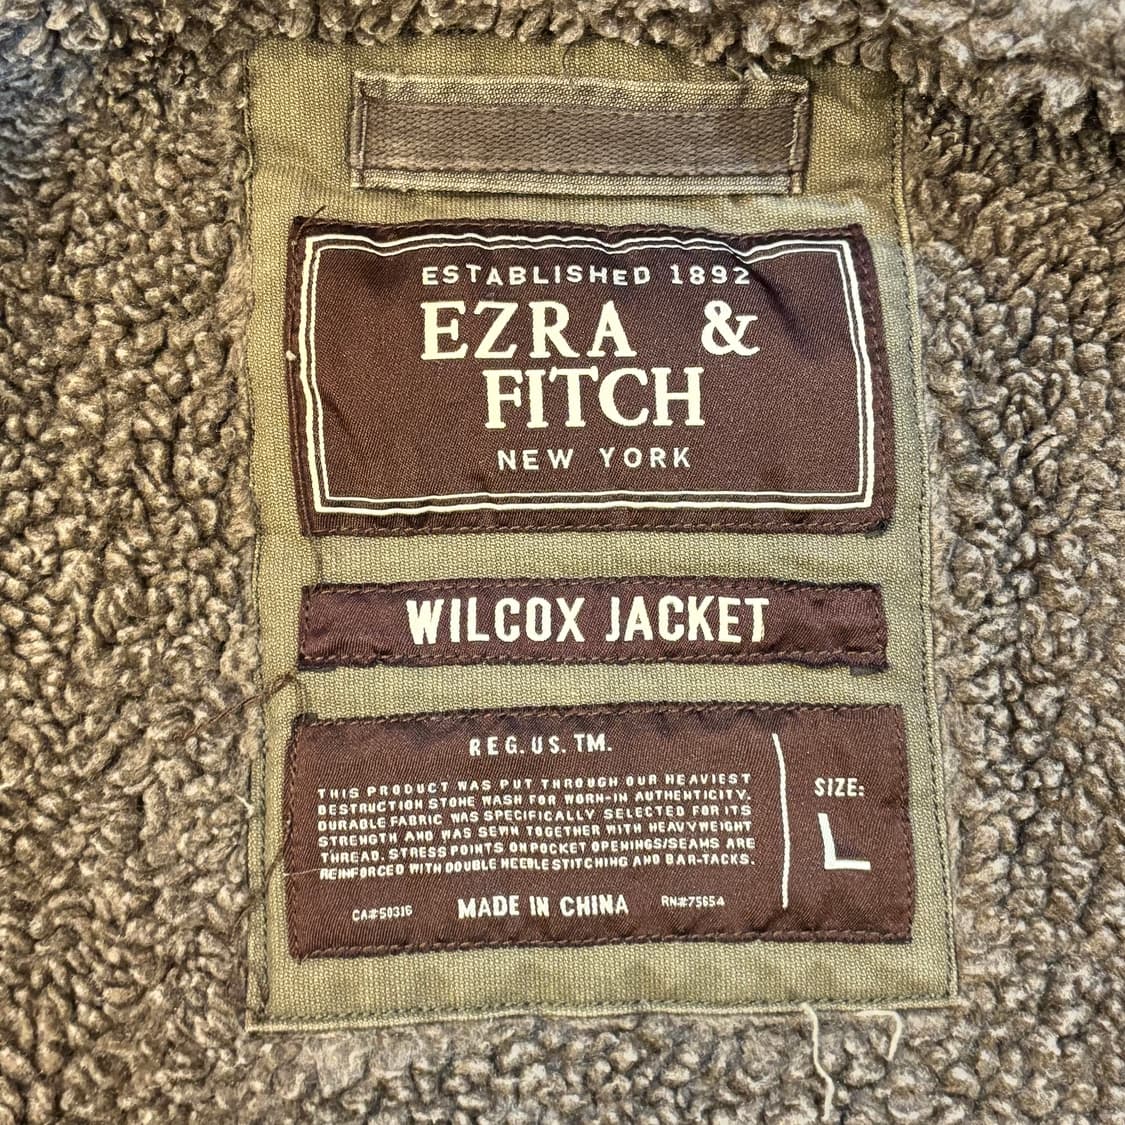 ESTABLISHED 1892
EZRA &
FITCH
NEW YORK
WILCOX JACKET
REG. US. TM.
THIS PRODUCT WAS PUT THROUGH OUR HEAVIEST
DESTRUCTION STONE WASH FOR WORN-IN AUTHENTICITY.
DURABLE FABRIC WAS SPECIFICALLY SELECTED FOR ITS
STRENGTH AND WAS SEWN TOGETHER WITH HEAVYWEIGHT
THREAD. STRESS POINTS ON POCKET OPENINGS/SEAMS ARE
REINFORCED WITH DOUBLE NEEDLE STITCHING AND BAR-TACKS.
CA#50315 MADE IN CHINA RN#75654
SIZE:
L